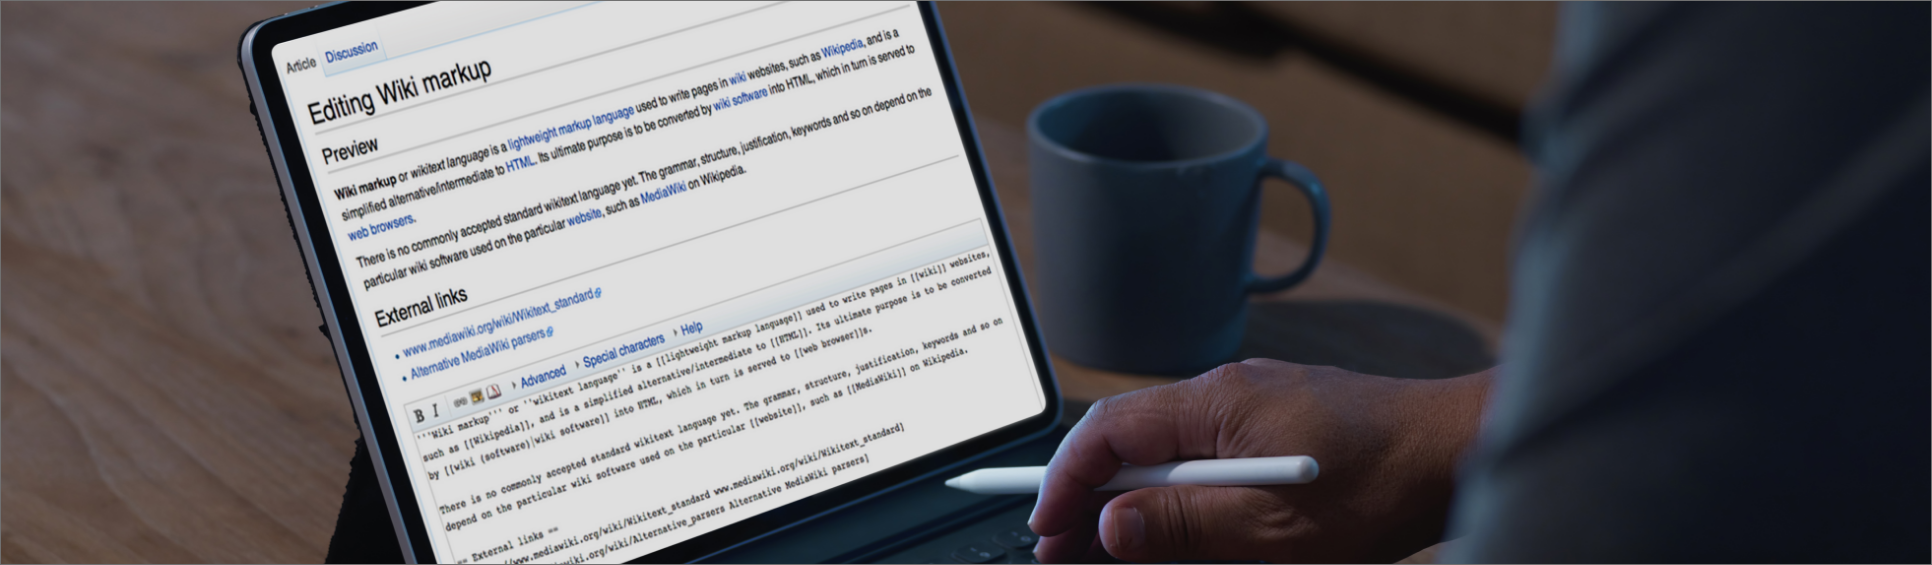 Article Discussion
Editing Wiki markup
Preview
Wiki markup or wikitext language is a lightweight markup language used to write pages in wiki websites, such as Wikipedia, and is a
simplified alternative/intermediate to HTML. Its ultimate purpose is to be converted by wiki software into HTML, which in turn is served to
web browsers.
There is no commonly accepted standard wikitext language yet. The grammar, structure, justification, keywords and so on depend on the
particular wiki software used on the particular website, such as MediaWiki on Wikipedia.
External links
• www.mediawiki.org/wiki/Wikitext_standard
• Alternative MediaWiki parsers
B I Advanced Special characters Help
'''Wiki markup''' or ''wikitext language'' is a [[lightweight markup language]] used to write pages in [[wiki]] websites,
such as [[Wikipedia]], and is a simplified alternative/intermediate to [[HTML]]. Its ultimate purpose is to be converted
by [[wiki (software)|wiki software]] into HTML, which in turn is served to [[web browser]]s.
There is no commonly accepted standard wikitext language yet. The grammar, structure, justification, keywords and so on
depend on the particular wiki software used on the particular [[website]], such as [[MediaWiki]] on Wikipedia.
== External links ==
//www.mediawiki.org/wiki/Wikitext_standard www.mediawiki.org/wiki/Wikitext_standard]
wiki.org/wiki/Alternative_parsers Alternative MediaWiki parsers]